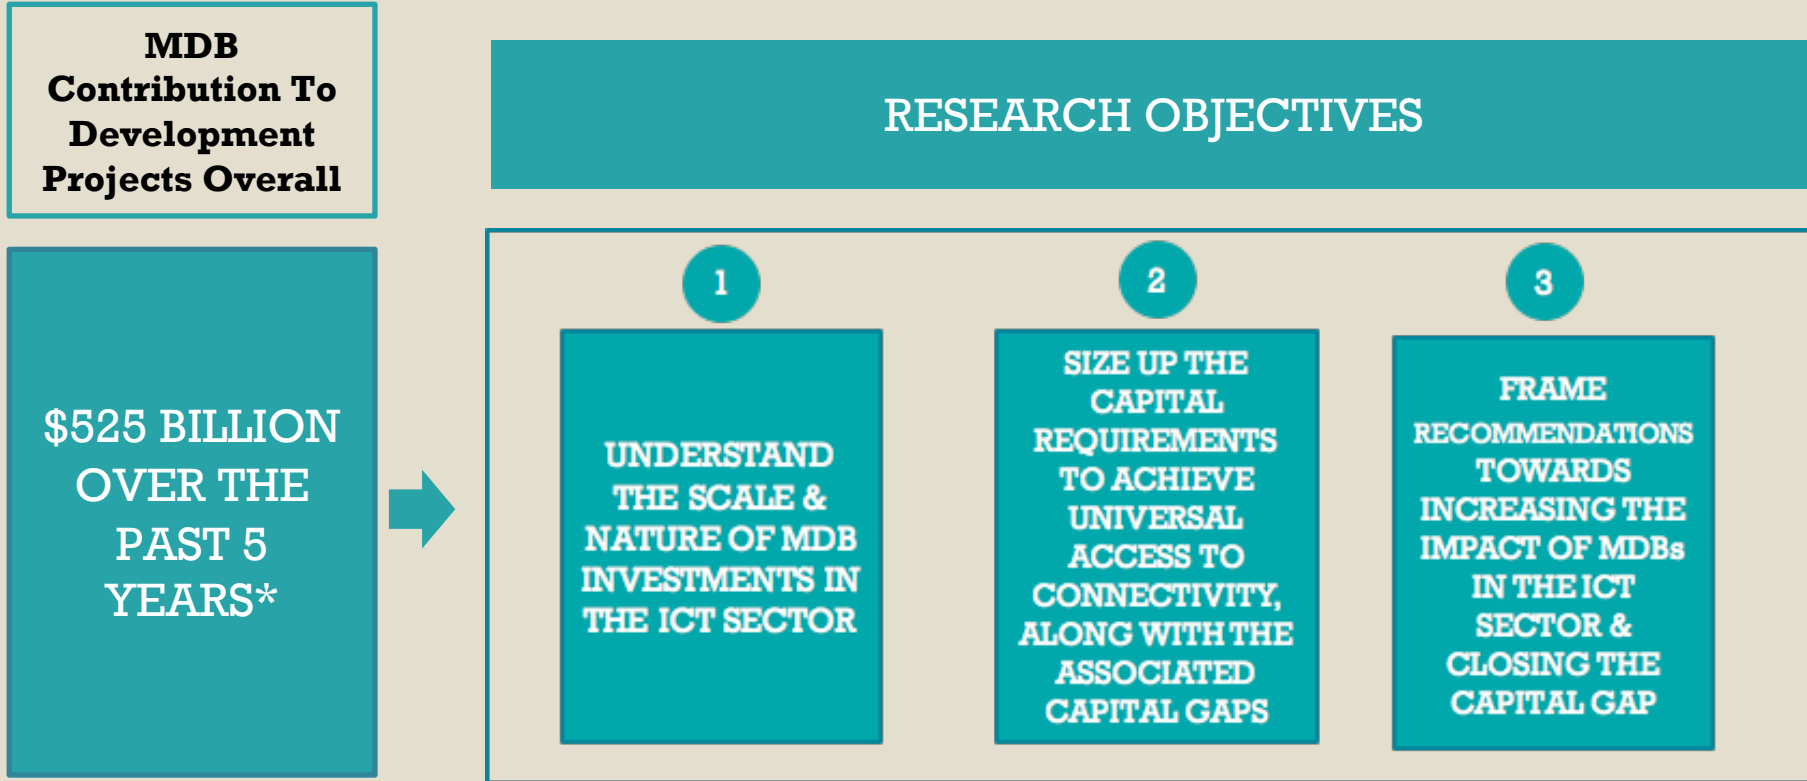 MDB
Contribution To
Development
Projects Overall
$525 BILLION
OVER THE
PAST 5
YEARS*
RESEARCH OBJECTIVES
1
UNDERSTAND
THE SCALE &
NATURE OF MDB
INVESTMENTS IN
THE ICT SECTOR
2
SIZE UP THE
CAPITAL
REQUIREMENTS
TO ACHIEVE
UNIVERSAL
ACCESS TO
CONNECTIVITY,
ALONG WITH THE
ASSOCIATED
CAPITAL GAPS
3
FRAME
RECOMMENDATIONS
TOWARDS
INCREASING THE
IMPACT OF MDBs
IN THE ICT
SECTOR &
CLOSING THE
CAPITAL GAP